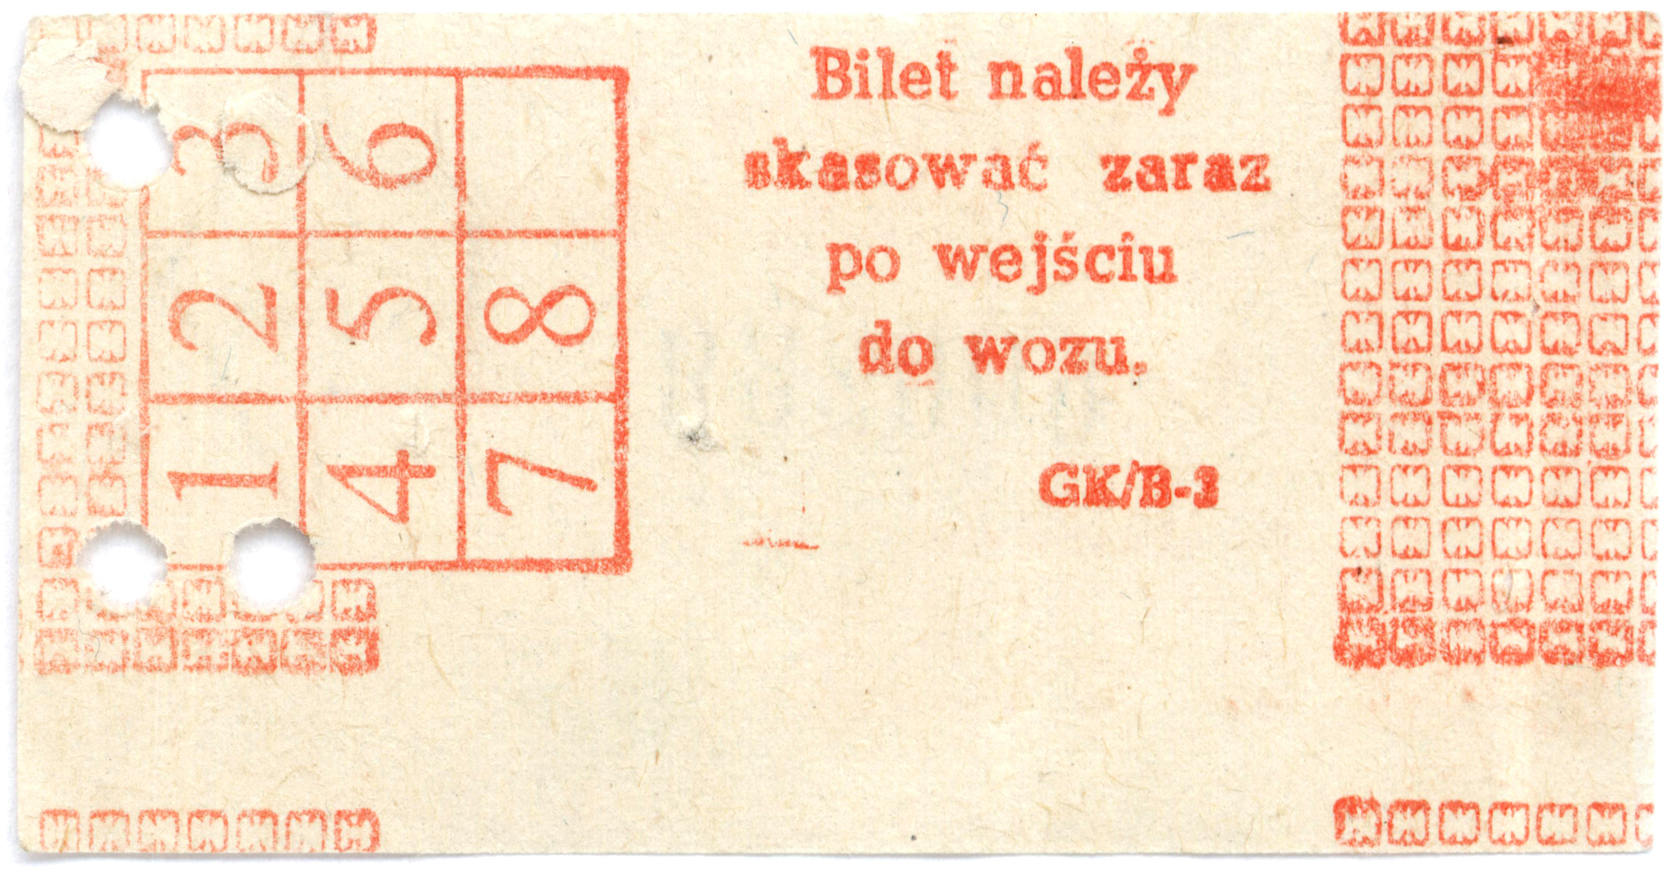 3 6
2 5 8
1 4 7
Bilet należy
skasować zaraz
po wejściu
do wozu.
GK/B-3